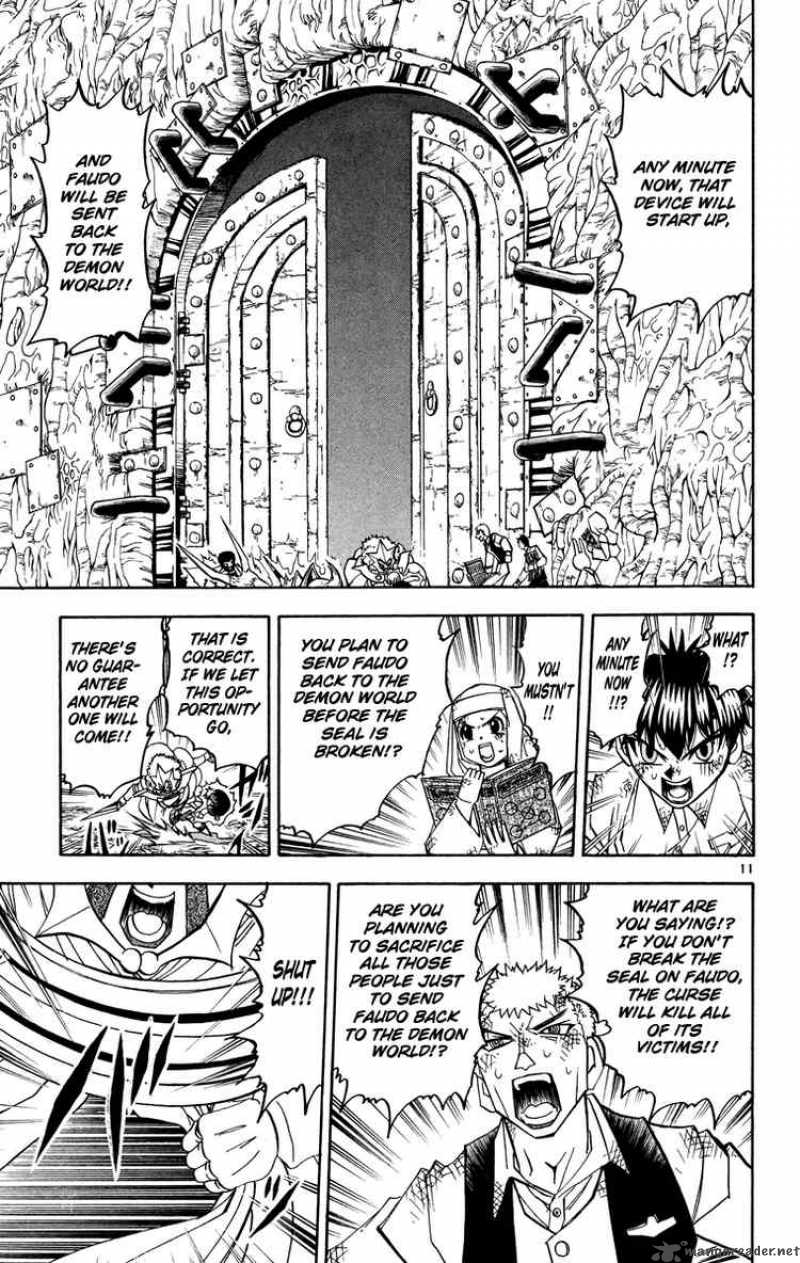 ANY MINUTE
NOW, THAT
DEVICE WILL
START UP,
AND
FAUDO
WILL BE
SENT
BACK
TO THE
DEMON
WORLD!!
WHAT
!?
ANY
MINUTE
NOW
!!?
YOU
MUSTN'T
!!
YOU PLAN TO
SEND FAUDO
BACK TO THE
DEMON WORLD
BEFORE
THE SEAL IS
BROKEN!?
THAT IS
CORRECT.
IF WE LET
THIS OP-
PORTUNITY
GO,
THERE'S
NO GUAR-
ANTEE
ANOTHER
ONE WILL
COME!!
11
WHAT ARE
YOU SAYING!?
IF YOU DON'T
BREAK THE
SEAL ON FAUDO,
THE CURSE
WILL KILL ALL
OF ITS
VICTIMS!!
ARE YOU
PLANNING
TO SACRIFICE
ALL THOSE
PEOPLE JUST
TO SEND
FAUDO BACK
TO THE DEMON
WORLD!?
SHUT
UP!!!
mangareader.net